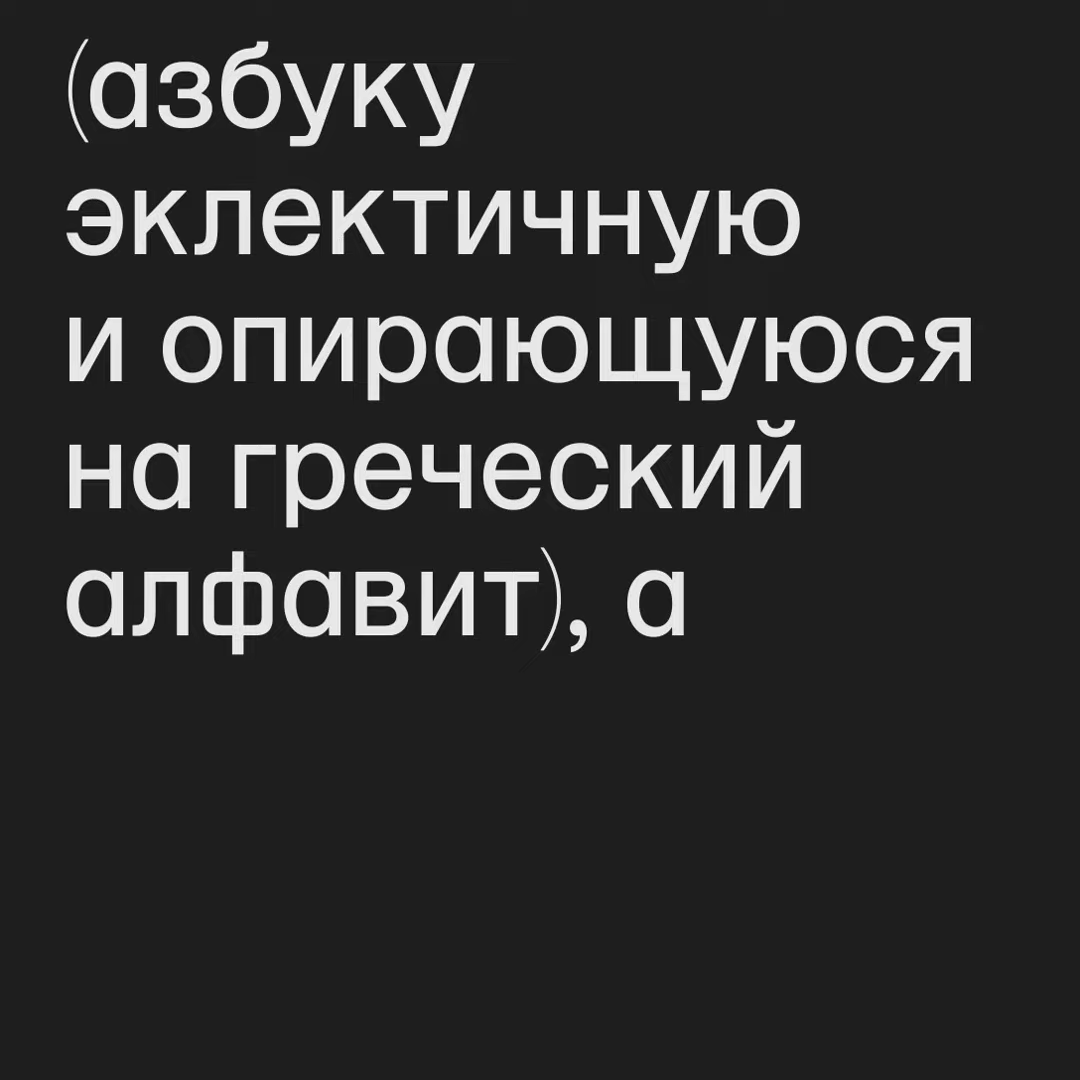 (азбуку
эклектичную
и опирающуюся
на греческий
алфавит), а